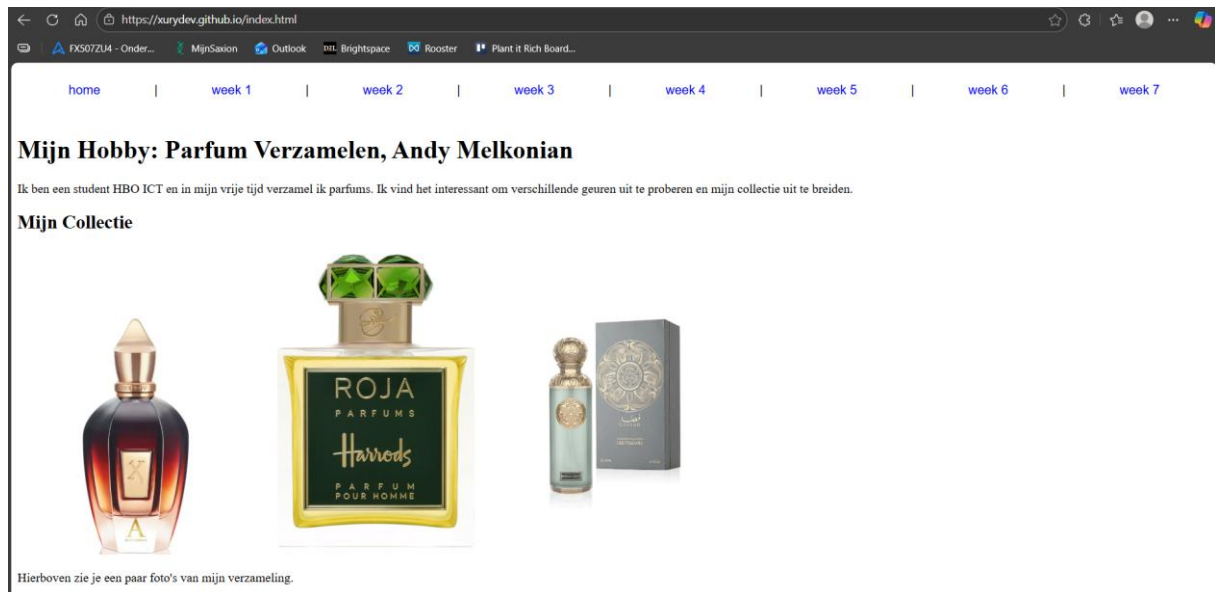 https://xurydev.github.io/index.html
FX507ZU4 - Onder... MijnSaxion Outlook Brightspace Rooster Plant it Rich Board...
home | week 1 | week 2 | week 3 | week 4 | week 5 | week 6 | week 7
Mijn Hobby: Parfum Verzamelen, Andy Melkonian
Ik ben een student HBO ICT en in mijn vrije tijd verzamel ik parfums. Ik vind het interessant om verschillende geuren uit te proberen en mijn collectie uit te breiden.
Mijn Collectie
X
A
ROJA
PARFUMS
Harrods
PARFUM
POUR HOMME
Hierboven zie je een paar foto's van mijn verzameling.